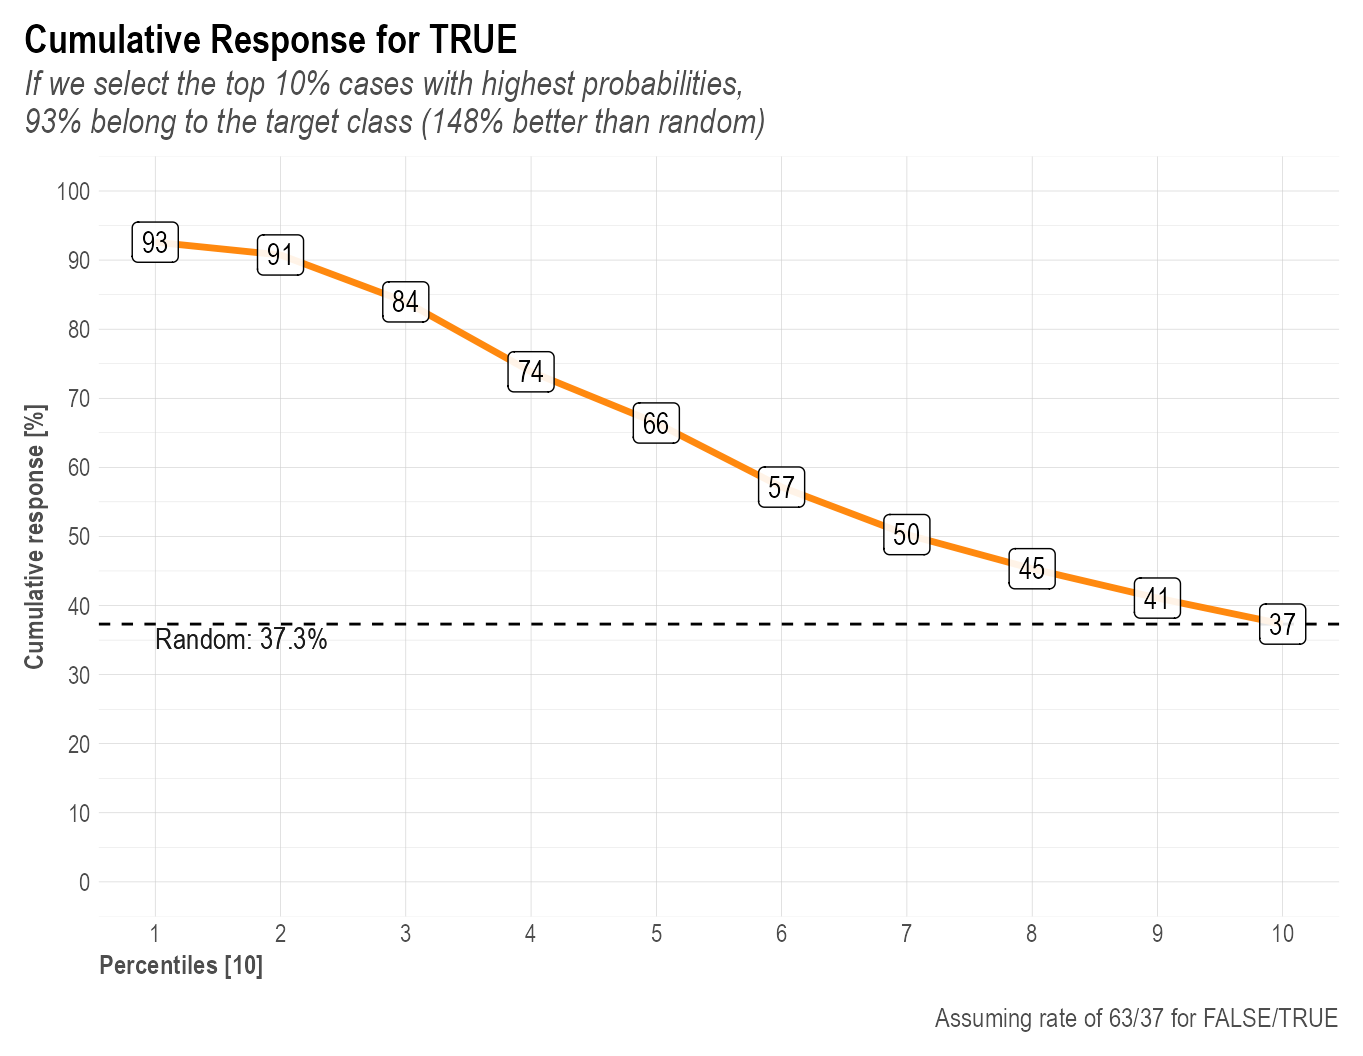 Cumulative Response for TRUE
If we select the top 10% cases with highest probabilities,
93% belong to the target class (148% better than random)
Cumulative response [%]
100
90
80
70
60
50
40
30
20
10
0
93
91
84
74
66
57
50
45
41
37
Random: 37.3%
1 2 3 4 5 6 7 8 9 10
Percentiles [10]
Assuming rate of 63/37 for FALSE/TRUE